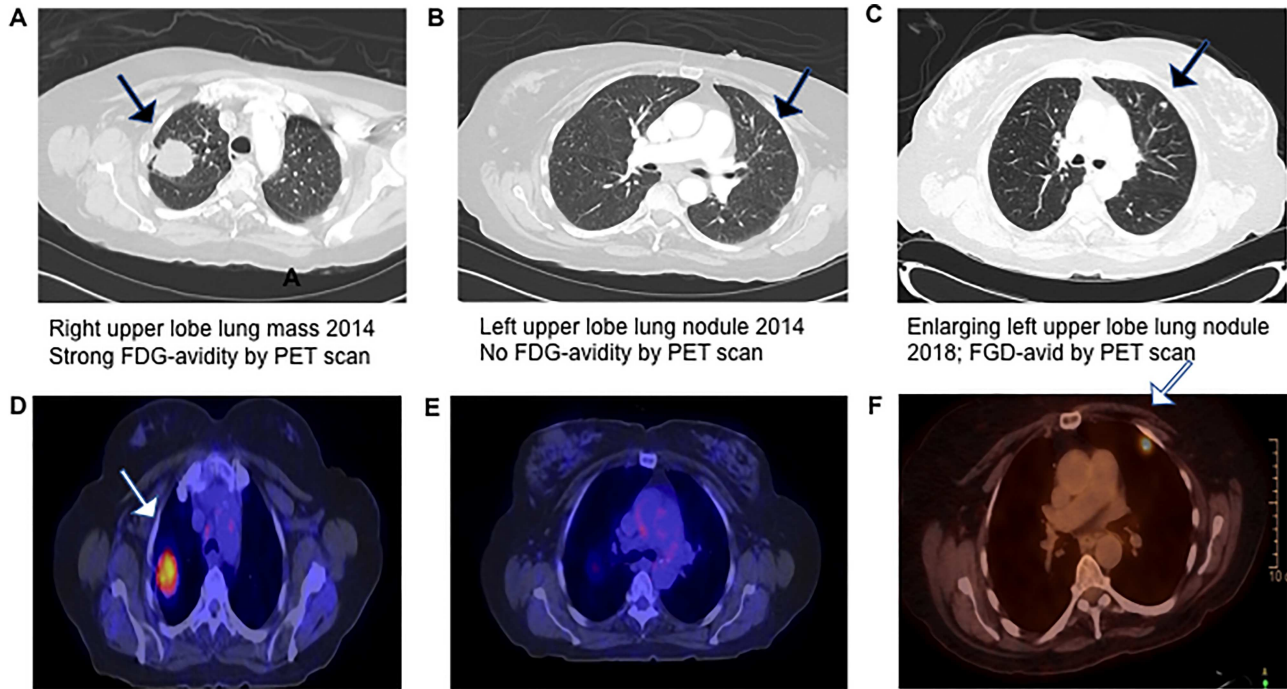 A
B
C
A
Right upper lobe lung mass 2014
Strong FDG-avidity by PET scan
Left upper lobe lung nodule 2014
No FDG-avidity by PET scan
Enlarging left upper lobe lung nodule
2018; FGD-avid by PET scan
D
E
F
10
A